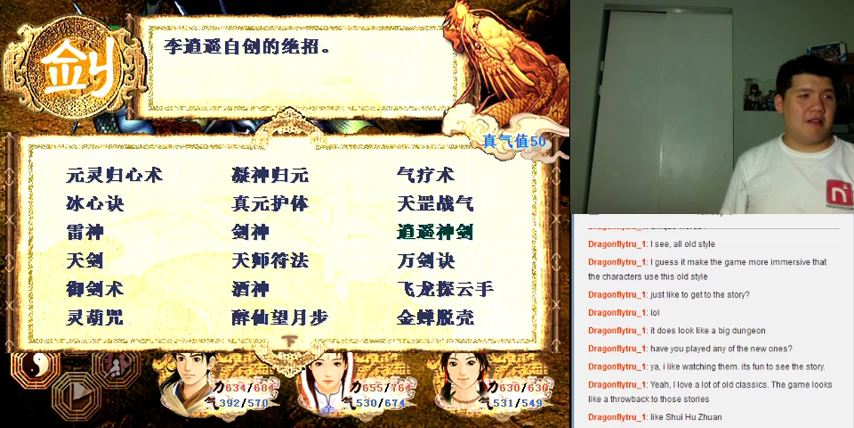 剑
李逍遥自创的绝招。
真气值50
元灵归心术 凝神归元 气疗术
冰心诀 真元护体 天罡战气
雷神 剑神 逍遥神剑
天剑 天师符法 万剑诀
御剑术 酒神 飞龙探云手
灵葫咒 醉仙望月步 金蝉脱壳
下
力634/684 力655/764 力630/630
气392/570 气530/674 气531/549
Dragonflytru_1: I see, all old style
Dragonflytru_1: I guess it make the game more immersive that
the characters use this old style
Dragonflytru_1: just like to get to the story?
Dragonflytru_1: lol
Dragonflytru_1: it does look like a big dungeon
Dragonflytru_1: have you played any of the new ones?
Dragonflytru_1: ya, i like watching them. its fun to see the story.
Dragonflytru_1: Yeah, I love a lot of old classics. The game looks
like a throwback to those stories
Dragonflytru_1: like Shui Hu Zhuan